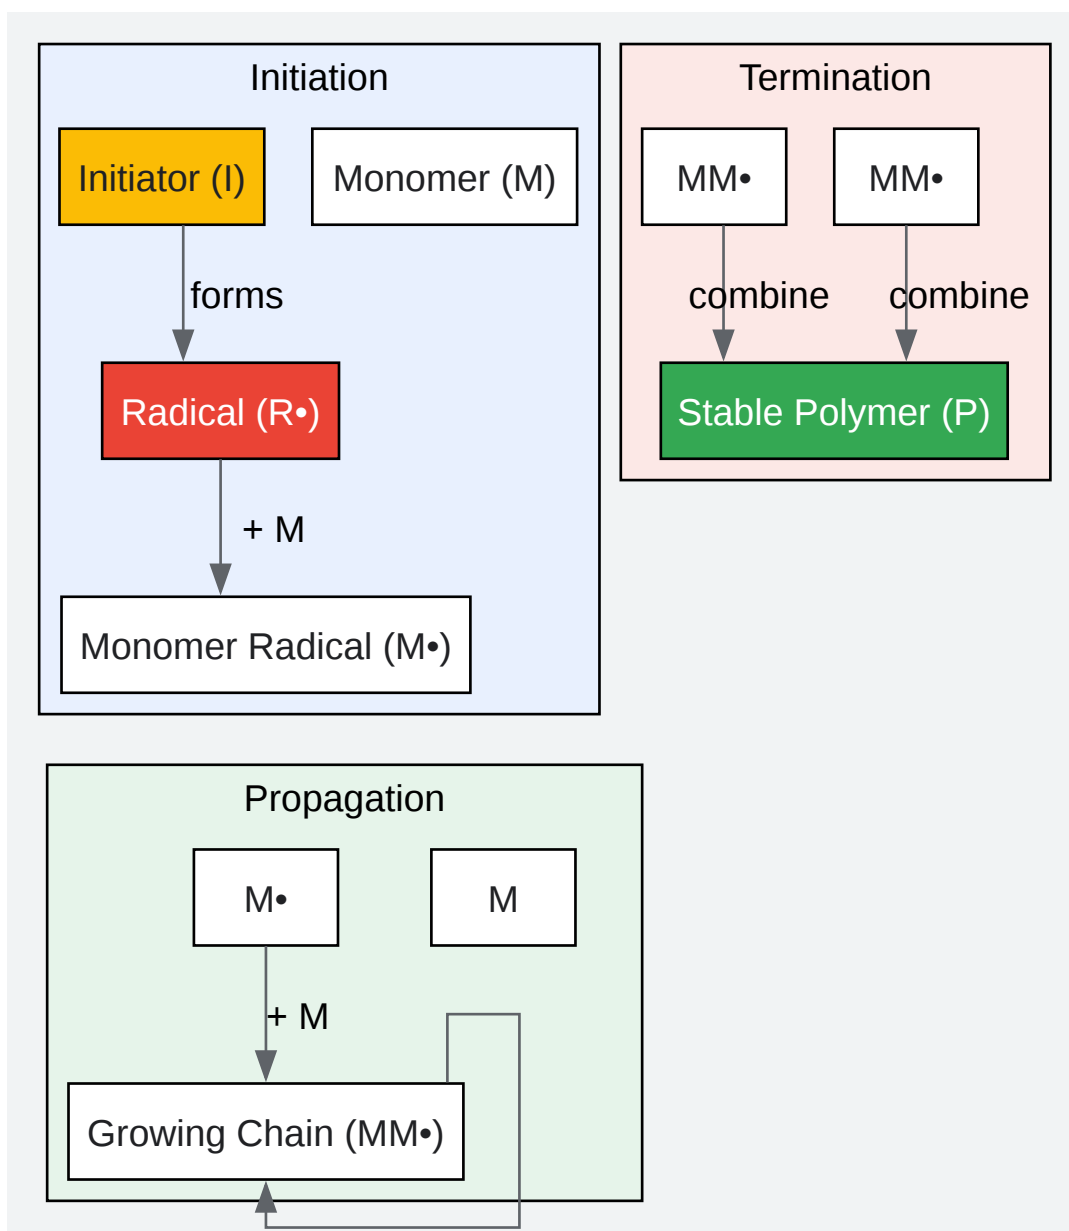 Initiation
Initiator (I)
Monomer (M)
forms
Radical (R•)
+ M
Monomer Radical (M•)
Termination
MM•
MM•
combine
combine
Stable Polymer (P)
Propagation
M•
M
+ M
Growing Chain (MM•)